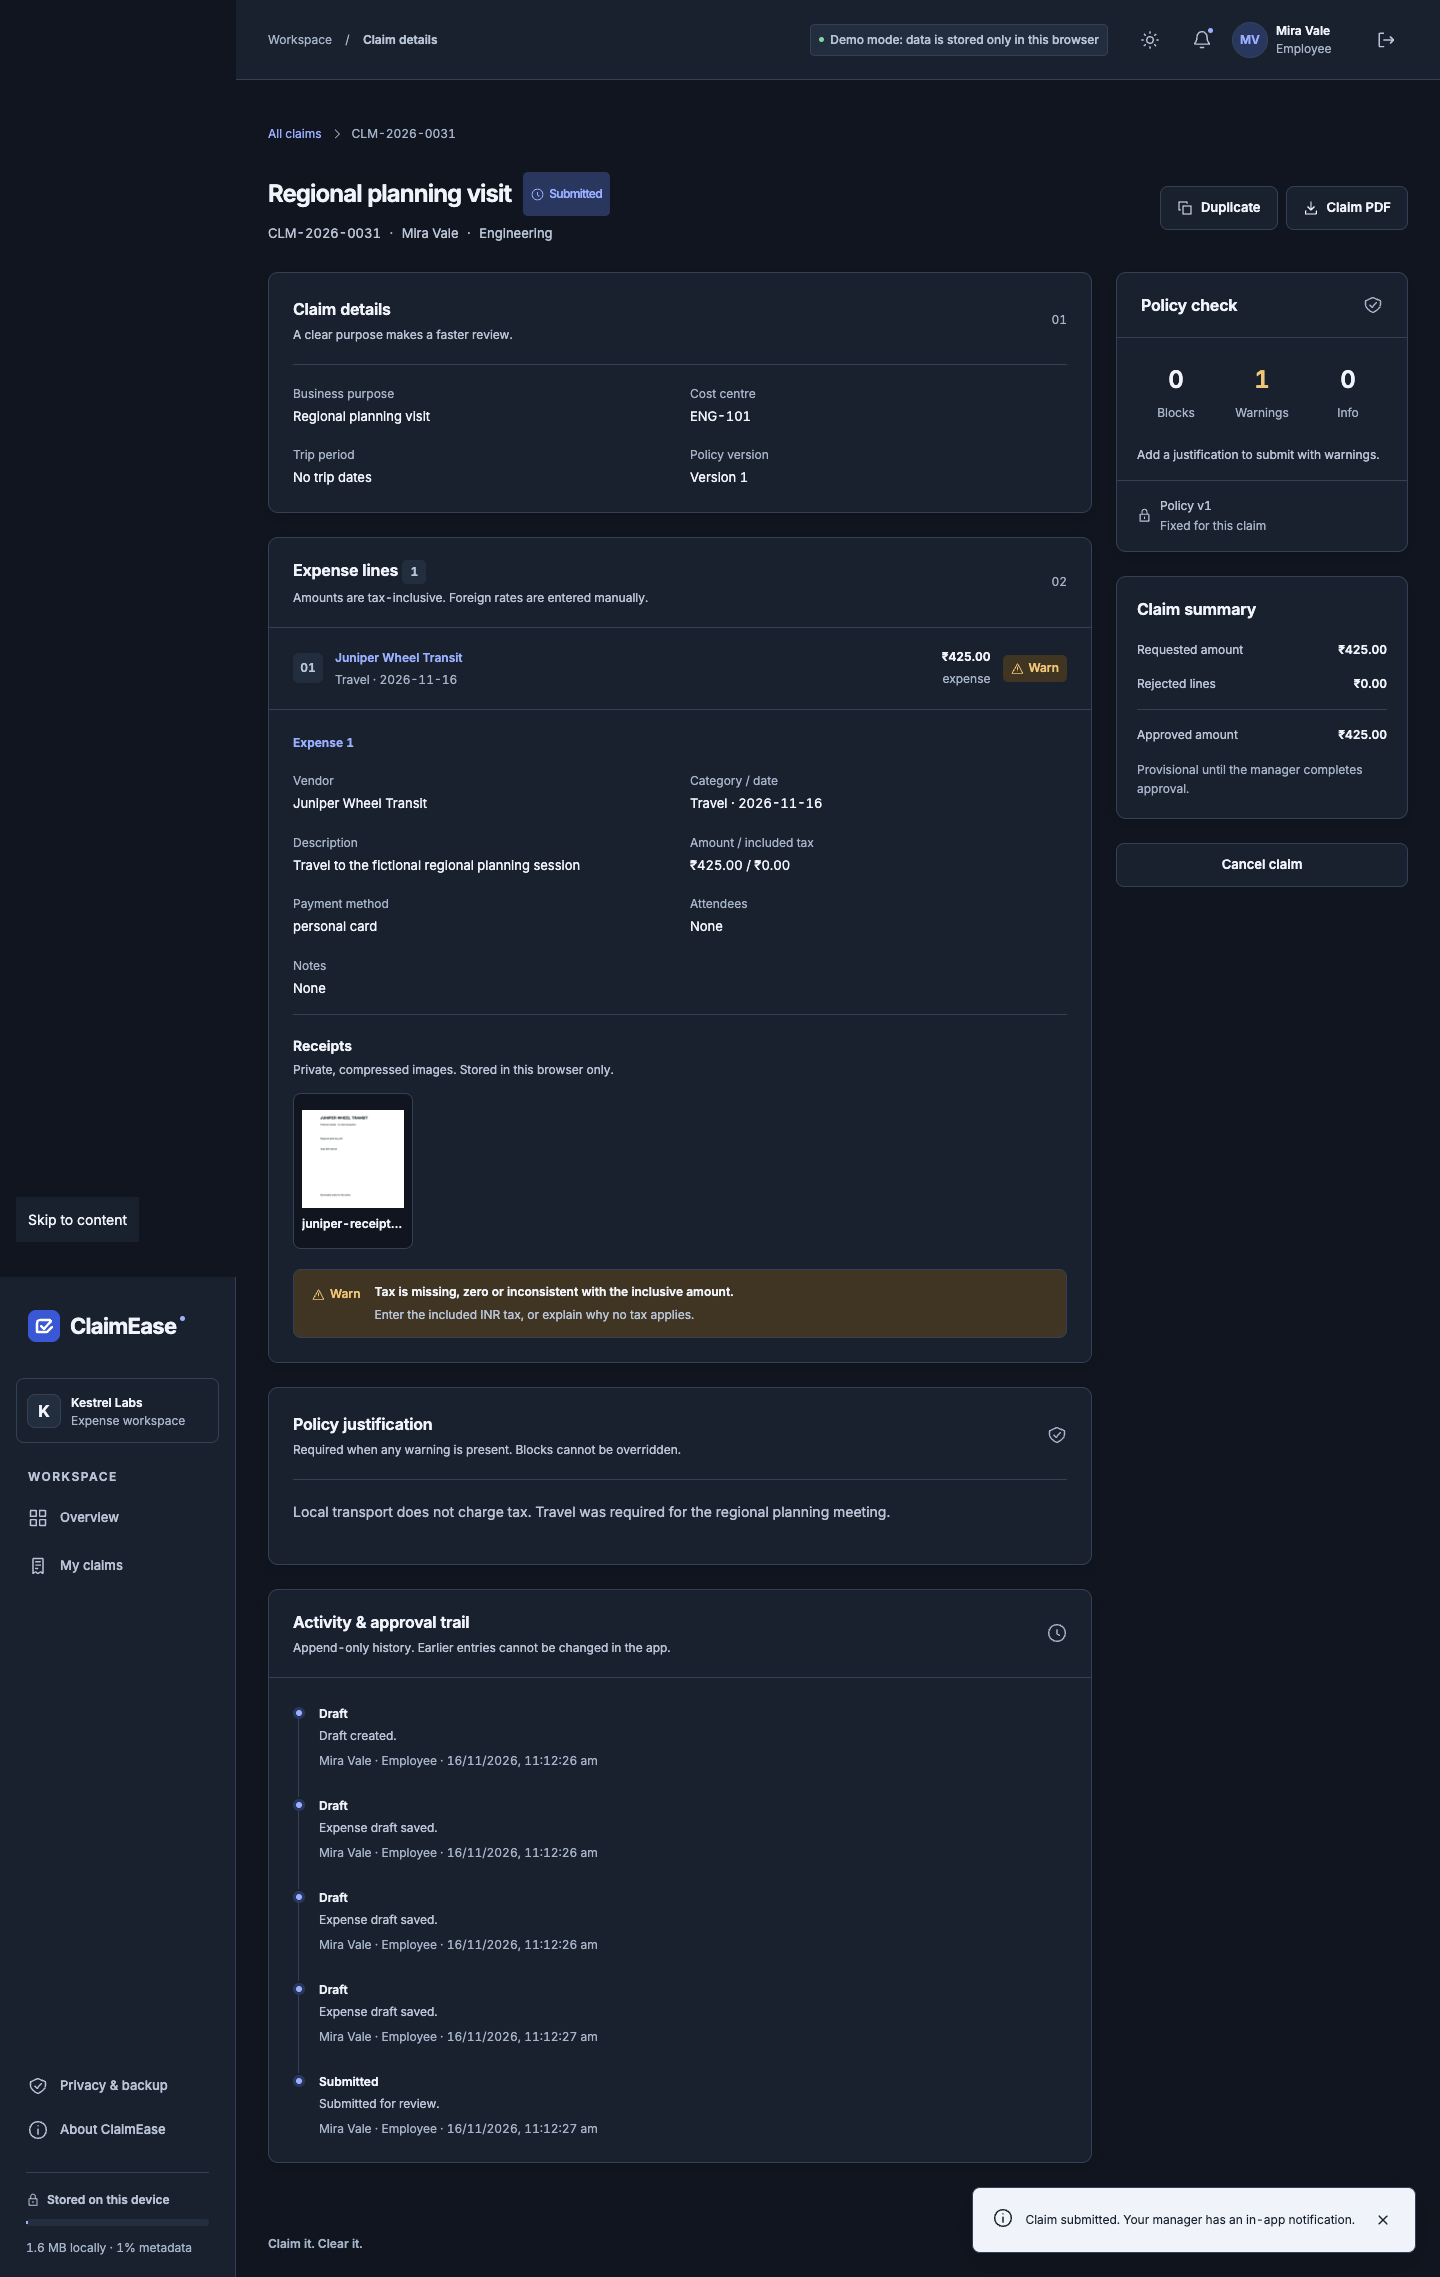 Workspace / Claim details
Demo mode: data is stored only in this browser
MV
Mira Vale
Employee
All claims > CLM-2026-0031
Regional planning visit
Submitted
CLM-2026-0031 · Mira Vale · Engineering
Duplicate
Claim PDF
Claim details
A clear purpose makes a faster review.
01
Business purpose
Regional planning visit
Cost centre
ENG-101
Trip period
No trip dates
Policy version
Version 1
Expense lines 1
Amounts are tax-inclusive. Foreign rates are entered manually.
02
01
Juniper Wheel Transit
Travel · 2026-11-16
₹425.00
expense
Warn
Expense 1
Vendor
Juniper Wheel Transit
Category / date
Travel · 2026-11-16
Description
Travel to the fictional regional planning session
Amount / included tax
₹425.00 / ₹0.00
Payment method
personal card
Attendees
None
Notes
None
Receipts
Private, compressed images. Stored in this browser only.
JUNIPER WHEEL TRANSIT
juniper-receipt...
Warn
Tax is missing, zero or inconsistent with the inclusive amount.
Enter the included INR tax, or explain why no tax applies.
Policy justification
Required when any warning is present. Blocks cannot be overridden.
Local transport does not charge tax. Travel was required for the regional planning meeting.
Activity & approval trail
Append-only history. Earlier entries cannot be changed in the app.
Draft
Draft created.
Mira Vale · Employee · 16/11/2026, 11:12:26 am
Draft
Expense draft saved.
Mira Vale · Employee · 16/11/2026, 11:12:26 am
Draft
Expense draft saved.
Mira Vale · Employee · 16/11/2026, 11:12:26 am
Draft
Expense draft saved.
Mira Vale · Employee · 16/11/2026, 11:12:27 am
Submitted
Submitted for review.
Mira Vale · Employee · 16/11/2026, 11:12:27 am
Policy check
0
Blocks
1
Warnings
0
Info
Add a justification to submit with warnings.
Policy v1
Fixed for this claim
Claim summary
Requested amount ₹425.00
Rejected lines ₹0.00
Approved amount ₹425.00
Provisional until the manager completes
approval.
Cancel claim
Skip to content
ClaimEase
K
Kestrel Labs
Expense workspace
WORKSPACE
Overview
My claims
Privacy & backup
About ClaimEase
Stored on this device
1.6 MB locally · 1% metadata
Claim it. Clear it.
Claim submitted. Your manager has an in-app notification.